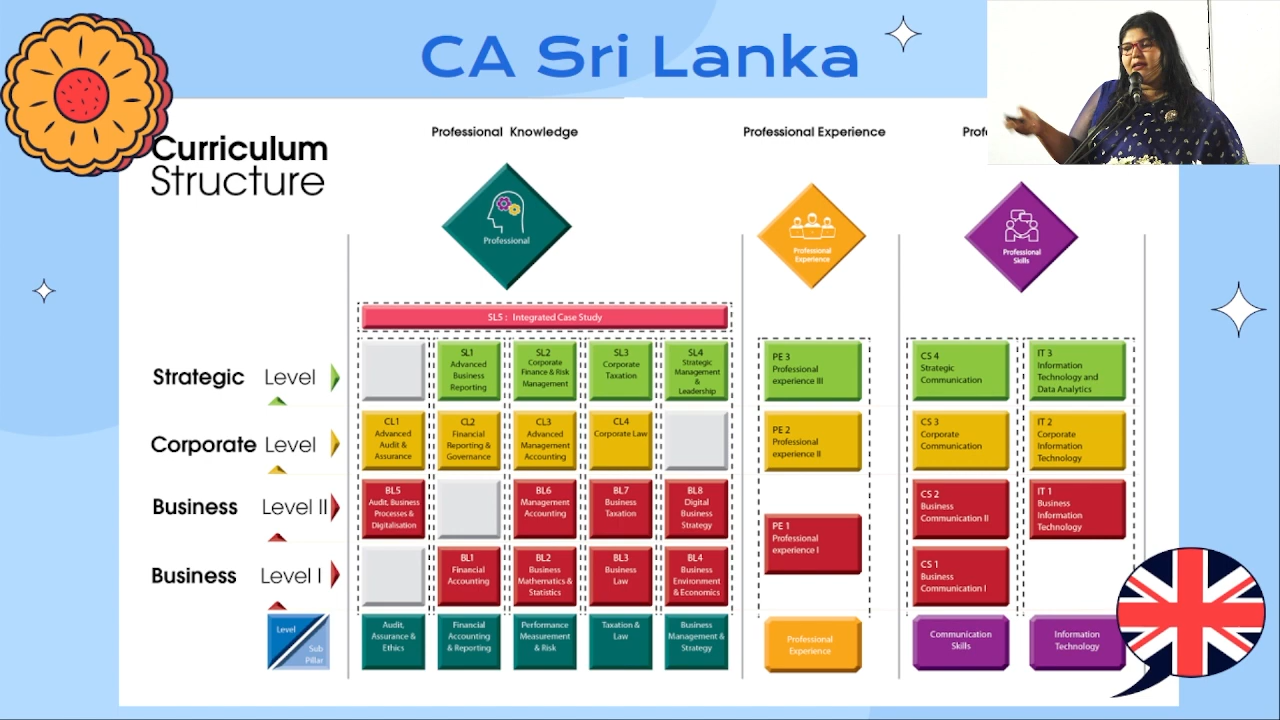 CA Sri Lanka
Curriculum
Structure
Professional Knowledge
Professional Experience
Professional
Professional
Experience
Professional
Skills
SL5 : Integrated Case Study
Strategic Level
SL1
Advanced
Business
Reporting
SL2
Corporate
Finance & Risk
Management
SL3
Corporate
Taxation
SL4
Strategic
Management
&
Leadership
PE 3
Professional
experience III
CS 4
Strategic
Communication
IT 3
Information
Technology and
Data Analytics
Corporate Level
CL1
Advanced
Audit &
Assurance
CL2
Financial
Reporting &
Governance
CL3
Advanced
Management
Accounting
CL4
Corporate Law
PE 2
Professional
experience II
CS 3
Corporate
Communication
IT 2
Corporate
Information
Technology
Business Level II
BL5
Audit, Business
Processes &
Digitalisation
BL6
Management
Accounting
BL7
Business
Taxation
BL8
Digital
Business
Strategy
PE 1
Professional
experience I
CS 2
Business
Communication II
IT 1
Business
Information
Technology
Business Level I
BL1
Financial
Accounting
BL2
Business
Mathematics &
Statistics
BL3
Business
Law
BL4
Business
Environment
& Economics
CS 1
Business
Communication I
Level
Sub
Pillar
Audit,
Assurance &
Ethics
Financial
Accounting
& Reporting
Performance
Measurement
& Risk
Taxation &
Law
Business
Management &
Strategy
Professional
Experience
Communication
Skills
Information
Technology